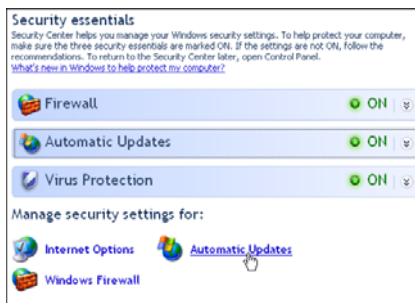 Security essentials
Security Center helps you manage your Windows security settings. To help protect your computer,
make sure the three security essentials are marked ON. If the settings are not ON, follow the
recommendations. To return to the Security Center later, open Control Panel.
What's new in Windows to help protect my computer?
Firewall ON
Automatic Updates ON
Virus Protection ON
Manage security settings for:
Internet Options Automatic Updates
Windows Firewall